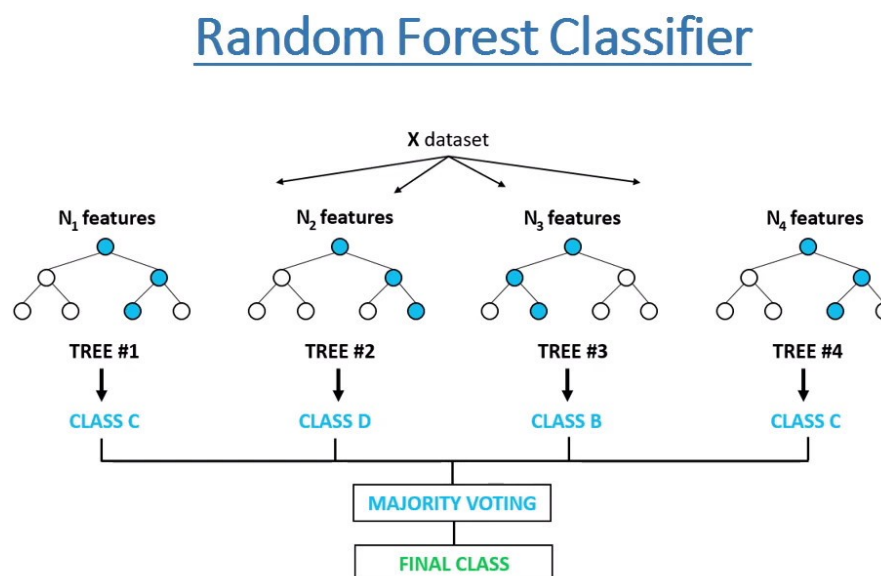 Random Forest Classifier
X dataset
N₁ features N₂ features N₃ features N₄ features
TREE #1 TREE #2 TREE #3 TREE #4
CLASS C CLASS D CLASS B CLASS C
MAJORITY VOTING
FINAL CLASS